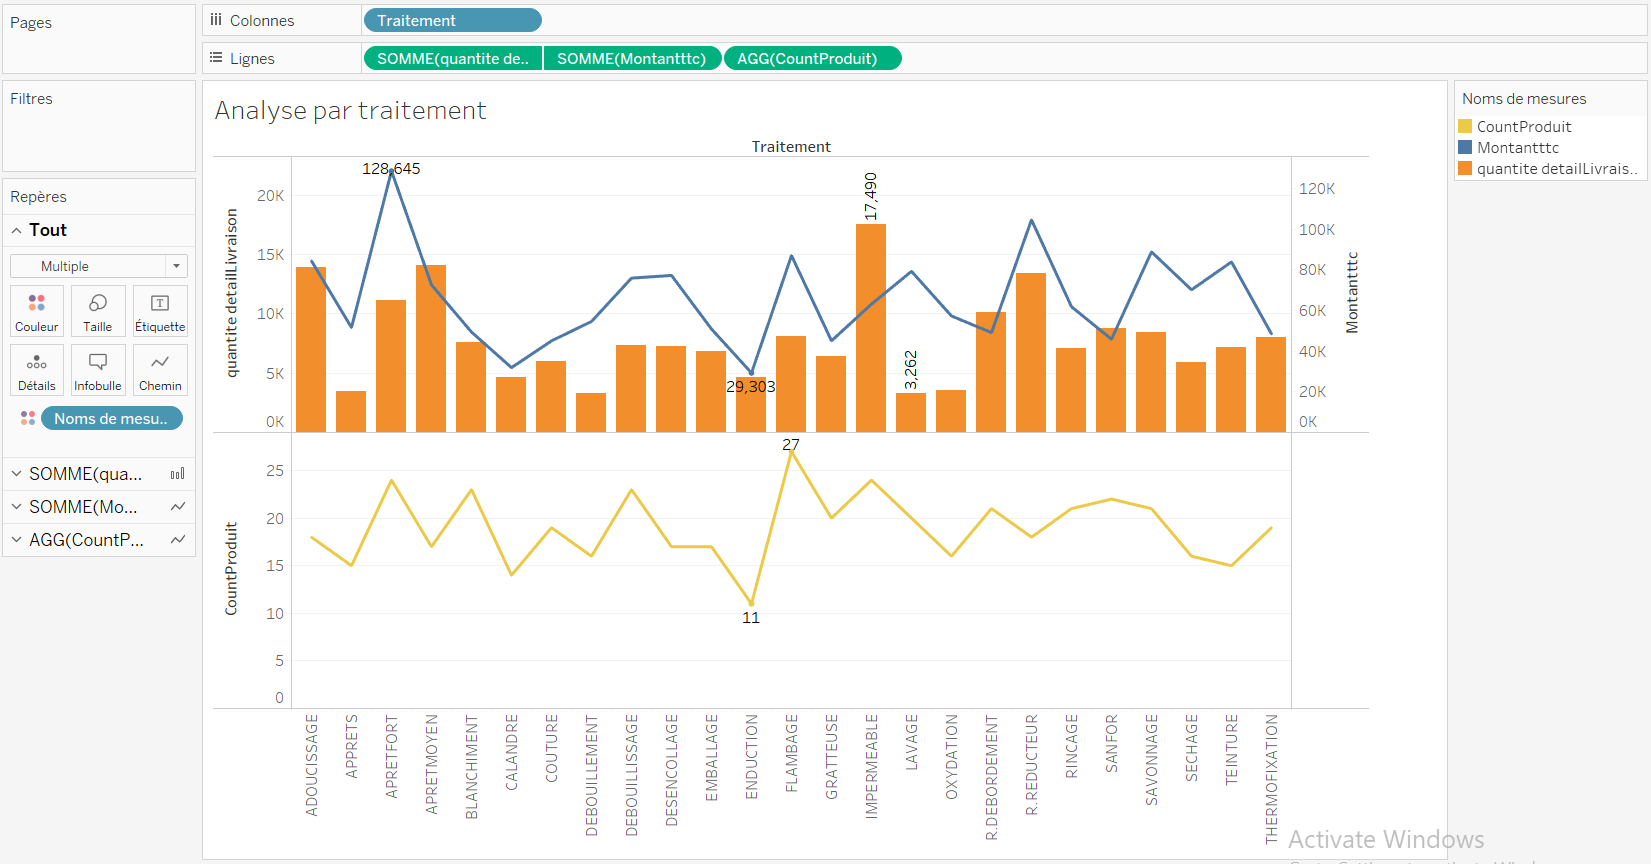 Pages
Colonnes
Traitement
Lignes
SOMME(quantite de..
SOMME(Montantttc)
AGG(CountProduit)
Filtres
Repères
Tout
Multiple
Couleur
Taille
Étiquette
Détails
Infobulle
Chemin
Noms de mesu..
SOMME(qua...
SOMME(Mo...
AGG(CountP...
Analyse par traitement
Traitement
quantite detailLivraison
20K
15K
10K
5K
0K
128,645
29,303
17,490
3,262
120K
100K
80K
60K
40K
20K
0K
Montantttc
CountProduit
25
20
15
10
5
0
27
11
ADOUCISSAGE
APPRETS
APRETFORT
APRETMOYEN
BLANCHIMENT
CALANDRE
COUTURE
DEBOUILLEMENT
DEBOUILLISSAGE
DESENCOLLAGE
EMBALLAGE
ENDUCTION
FLAMBAGE
GRATTEUSE
IMPERMEABLE
LAVAGE
OXYDATION
R.DEBORDEMENT
R.REDUCTEUR
RINCAGE
SANFOR
SAVONNAGE
SECHAGE
TEINTURE
THERMOFIXATION
Noms de mesures
CountProduit
Montantttc
quantite detailLivrais..
Activate Windows